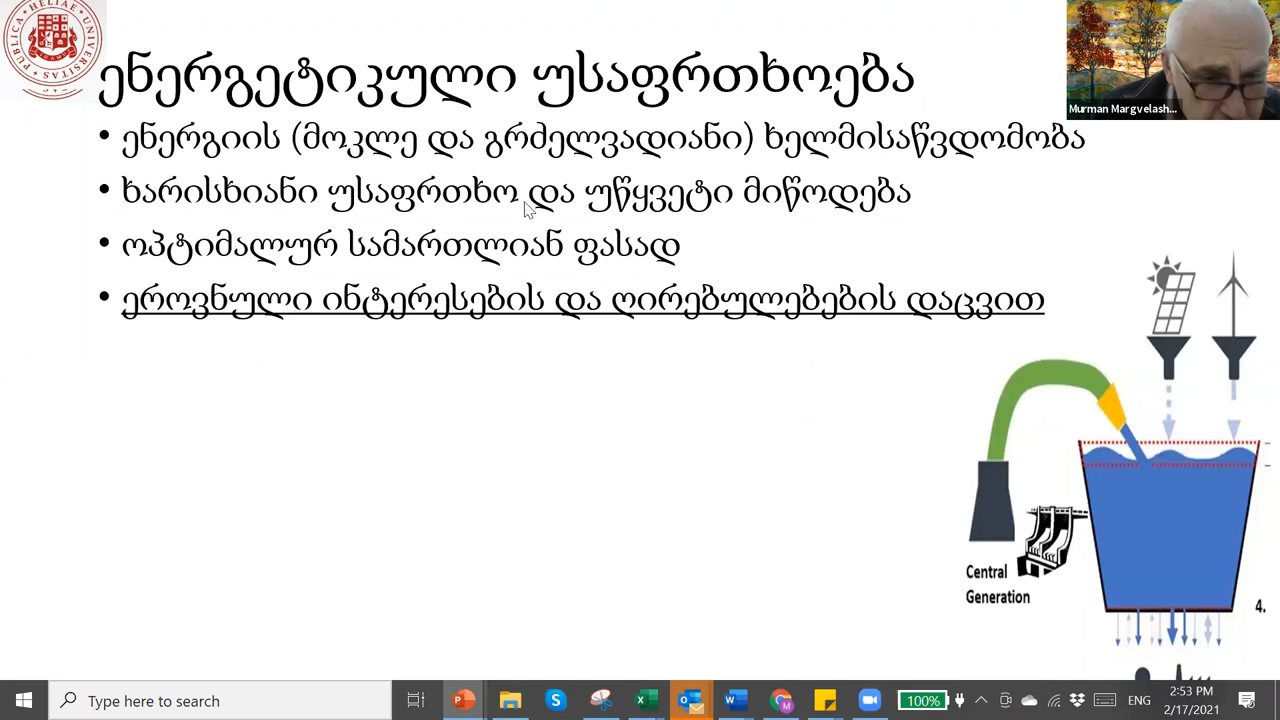 ენერგეტიკული უსაფრთხოება
• ენერგიის (მოკლე და გრძელვადიანი) ხელმისაწვდომობა
• ხარისხიანი უსაფრთხო და უწყვეტი მიწოდება
• ოპტიმალურ სამართლიან ფასად
• ეროვნული ინტერესების და ღირებულებების დაცვით
Murman Margvelash...
Central
Generation
4.
Type here to search
100%
ENG
2:53 PM
2/17/2021